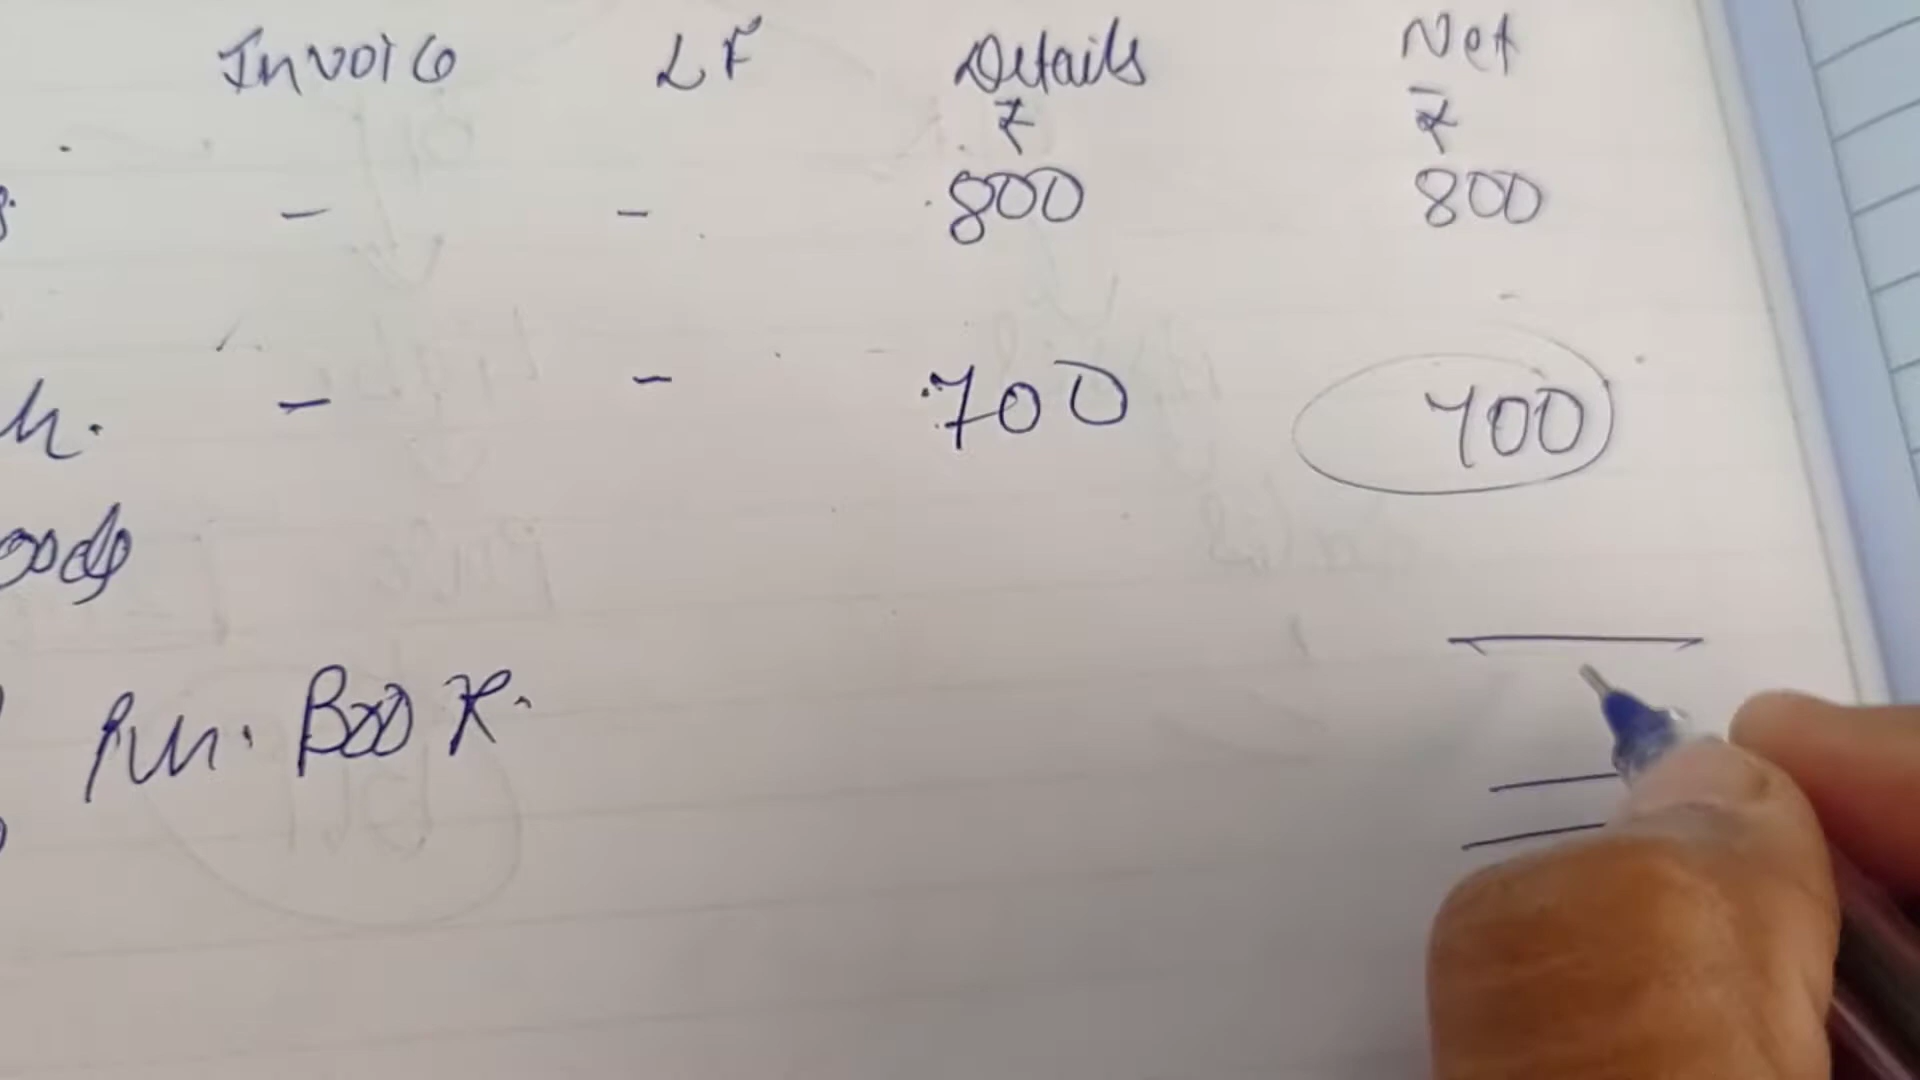 Invoice LF Details Net
₹ ₹
- - 800 800
- - 700 700
Pur. Book.